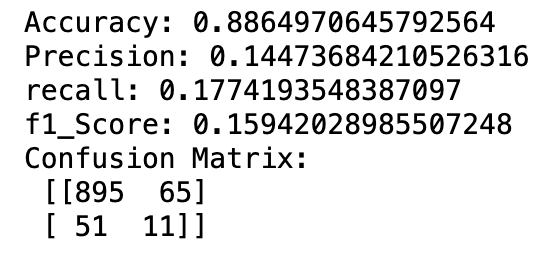 Accuracy: 0.8864970645792564
Precision: 0.14473684210526316
recall: 0.1774193548387097
f1_Score: 0.15942028985507248
Confusion Matrix:
[[895  65]
[ 51  11]]